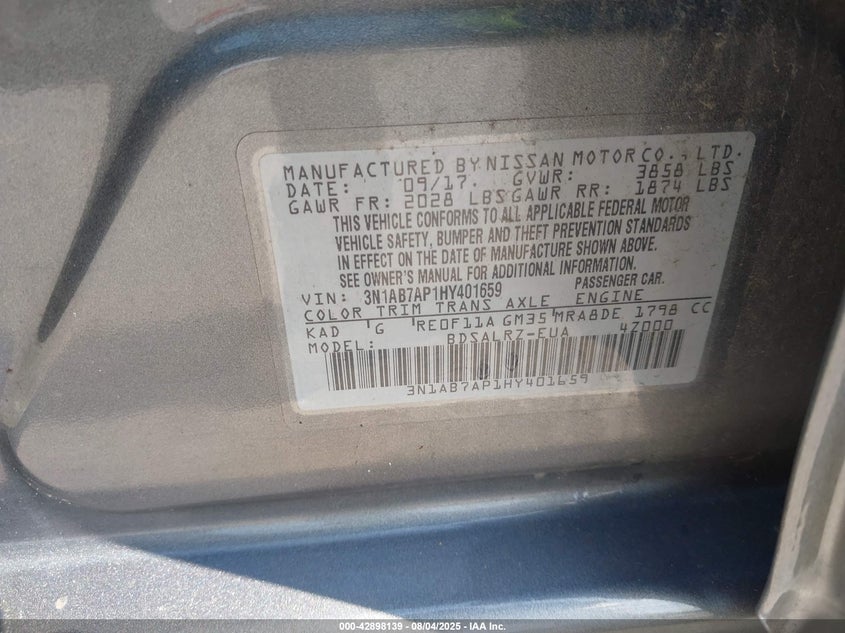 MANUFACTURED BY NISSAN MOTOR CO., LTD.
DATE: 09/17. GVWR: 3858 LBS
GAWR FR: 2028 LBS GAWR RR: 1874 LBS
THIS VEHICLE CONFORMS TO ALL APPLICABLE FEDERAL MOTOR
VEHICLE SAFETY, BUMPER AND THEFT PREVENTION STANDARDS
IN EFFECT ON THE DATE OF MANUFACTURE SHOWN ABOVE.
SEE OWNER'S MANUAL FOR ADDITIONAL INFORMATION.
VIN: 3N1AB7AP1HY401659 PASSENGER CAR.
COLOR TRIM TRANS AXLE ENGINE
KAD G RE0F11A GM35 MRA8DE 1798 CC
MODEL: BDSALRZ-EUA 47000
3N1AB7AP1HY401659
000-42898139 - 08/04/2025 - IAA Inc.